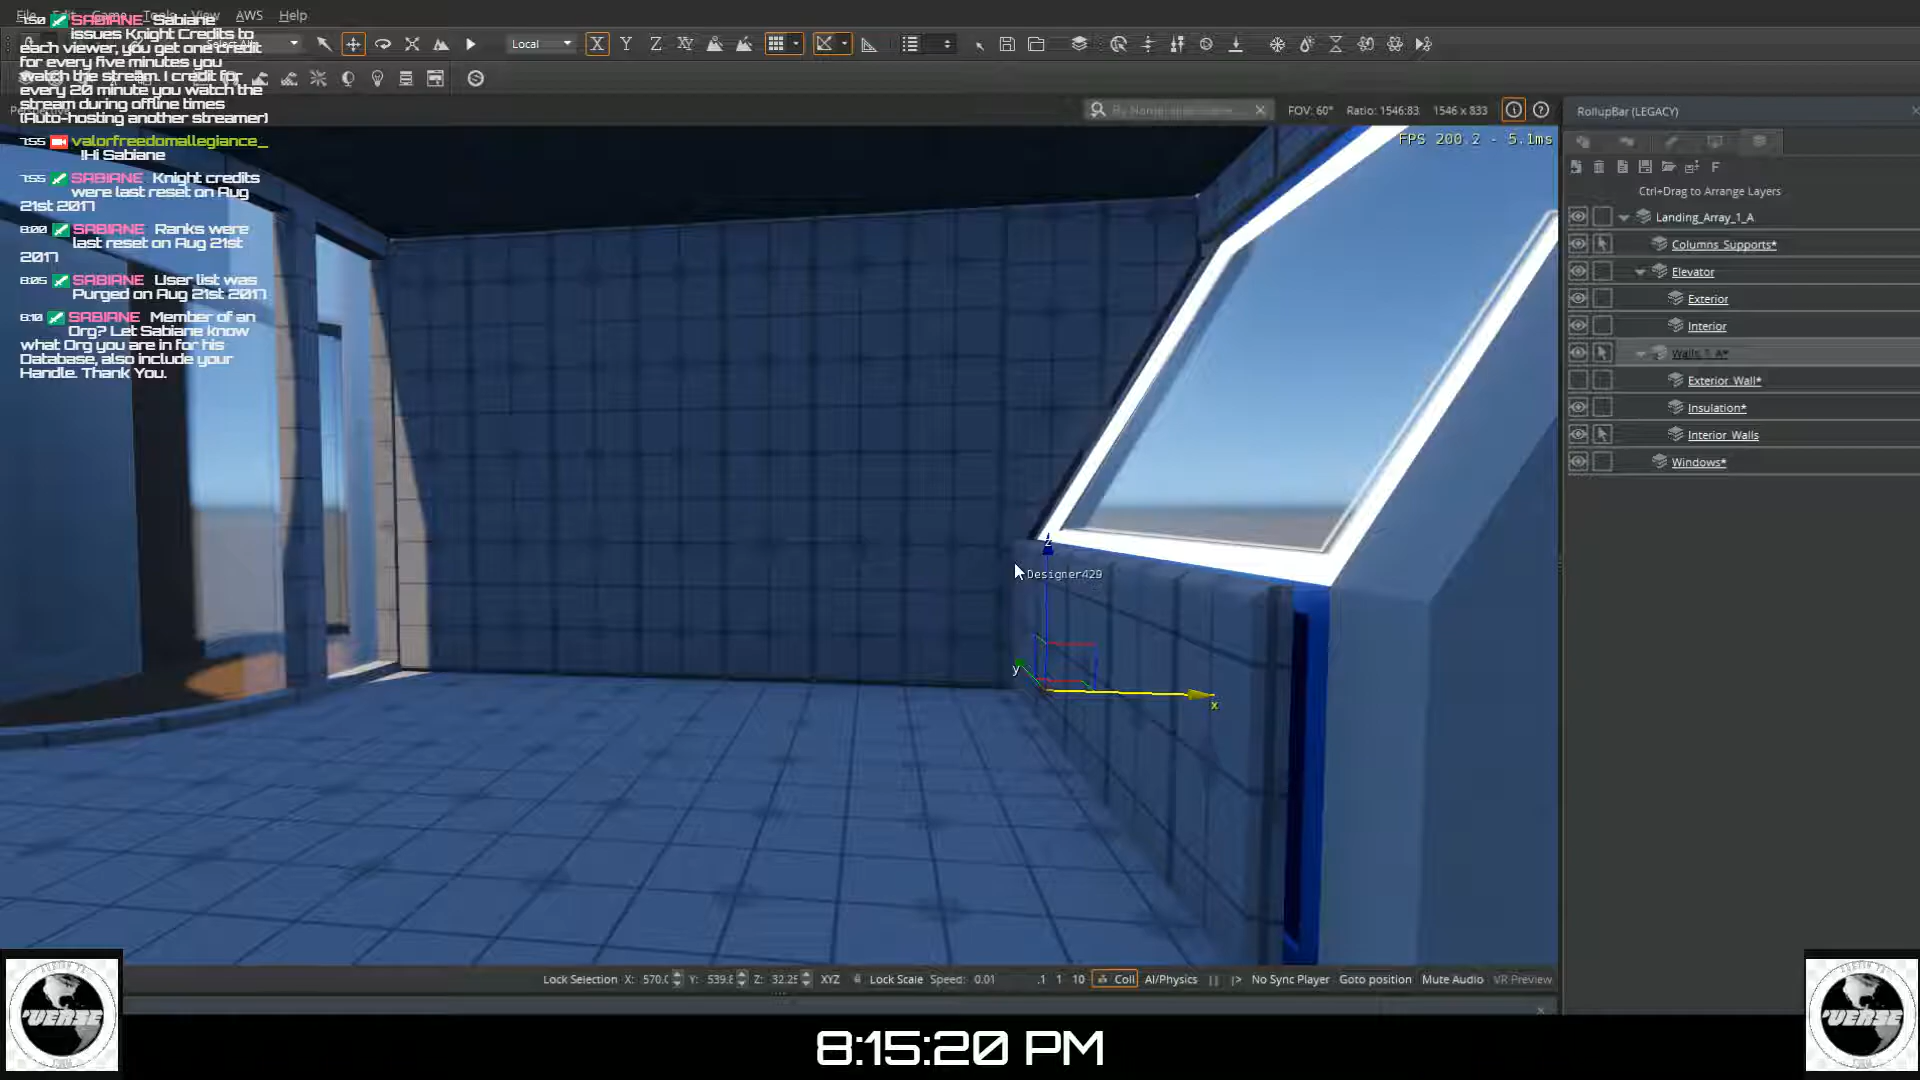 File Edit Game Tools View AWS Help
7:50 SABIANE Sabiane
issues Knight Credits to
each viewer, you get one credit
for every five minutes you
watch the stream. 1 credit for
every 20 minute you watch the
stream during offline times
(Auto-hosting another streamer)
7:55 valorfreedomallegiance_
!Hi Sabiane
7:55 SABIANE Knight credits
were last reset on Aug
21st 2017
8:00 SABIANE Ranks were
last reset on Aug 21st
2017
8:05 SABIANE User list was
Purged on Aug 21st 2017
8:10 SABIANE Member of an
Org? Let Sabiane know
what Org you are in for his
Database, also include your
Handle. Thank You.
Local X Y Z XY
FOV: 60° Ratio: 1546:83 1546 x 833
FPS 200.2 - 5.1ms
RollupBar (LEGACY)
F
Ctrl+Drag to Arrange Layers
Landing_Array_1_A
Columns_Supports*
Elevator
Exterior
Interior
Walls_1_A*
Exterior_Wall*
Insulation*
Interior_Walls
Windows*
z
Designer429
y
x
Lock Selection X: 570.0 Y: 539.8 Z: 32.25 XYZ Lock Scale Speed: 0.01 .1 1 10 Coll AI/Physics No Sync Player Goto position Mute Audio VR Preview
'VERSE
'VERSE
8:15:20 PM